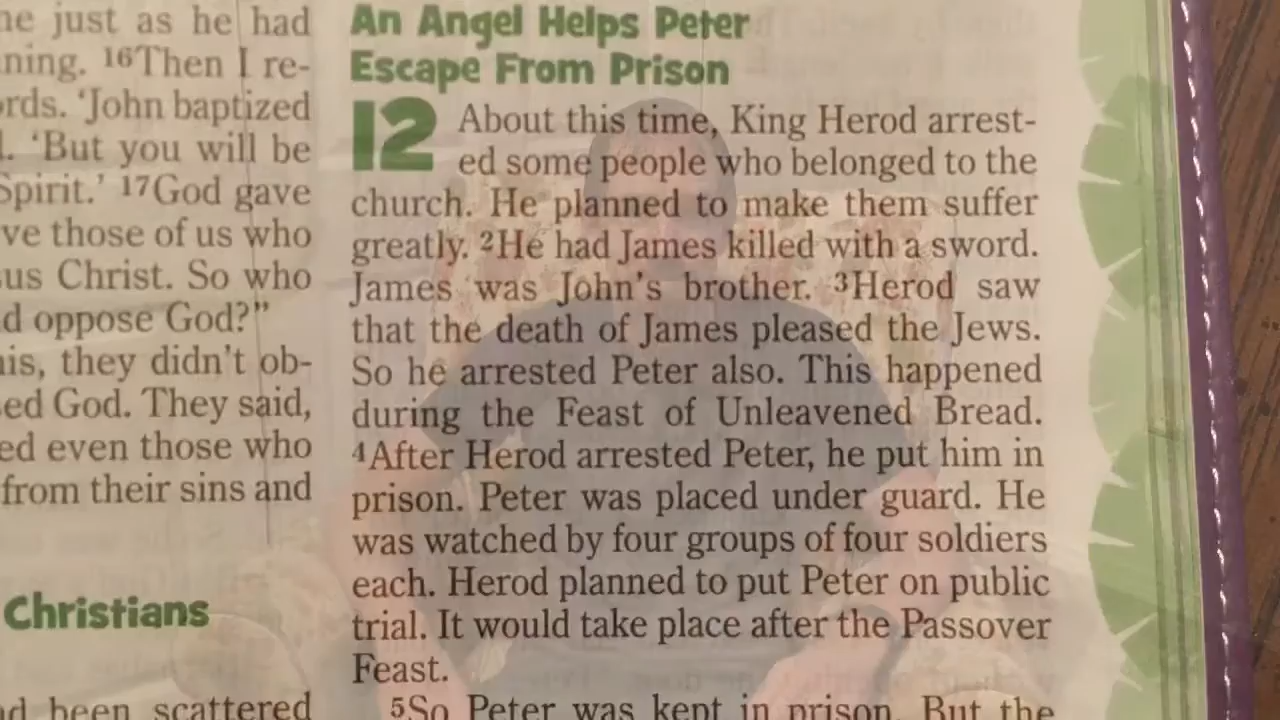 ne just as he had
ning. 16Then I re-
rds. ‘John baptized
. ‘But you will be
Spirit.’ 17God gave
ve those of us who
us Christ. So who
d oppose God?”
is, they didn’t ob-
ed God. They said,
ed even those who
from their sins and
Christians
d been scattered
An Angel Helps Peter
Escape From Prison
12 About this time, King Herod arrest-
ed some people who belonged to the
church. He planned to make them suffer
greatly. 2He had James killed with a sword.
James was John’s brother. 3Herod saw
that the death of James pleased the Jews.
So he arrested Peter also. This happened
during the Feast of Unleavened Bread.
4After Herod arrested Peter, he put him in
prison. Peter was placed under guard. He
was watched by four groups of four soldiers
each. Herod planned to put Peter on public
trial. It would take place after the Passover
Feast.
5So Peter was kept in prison. But the